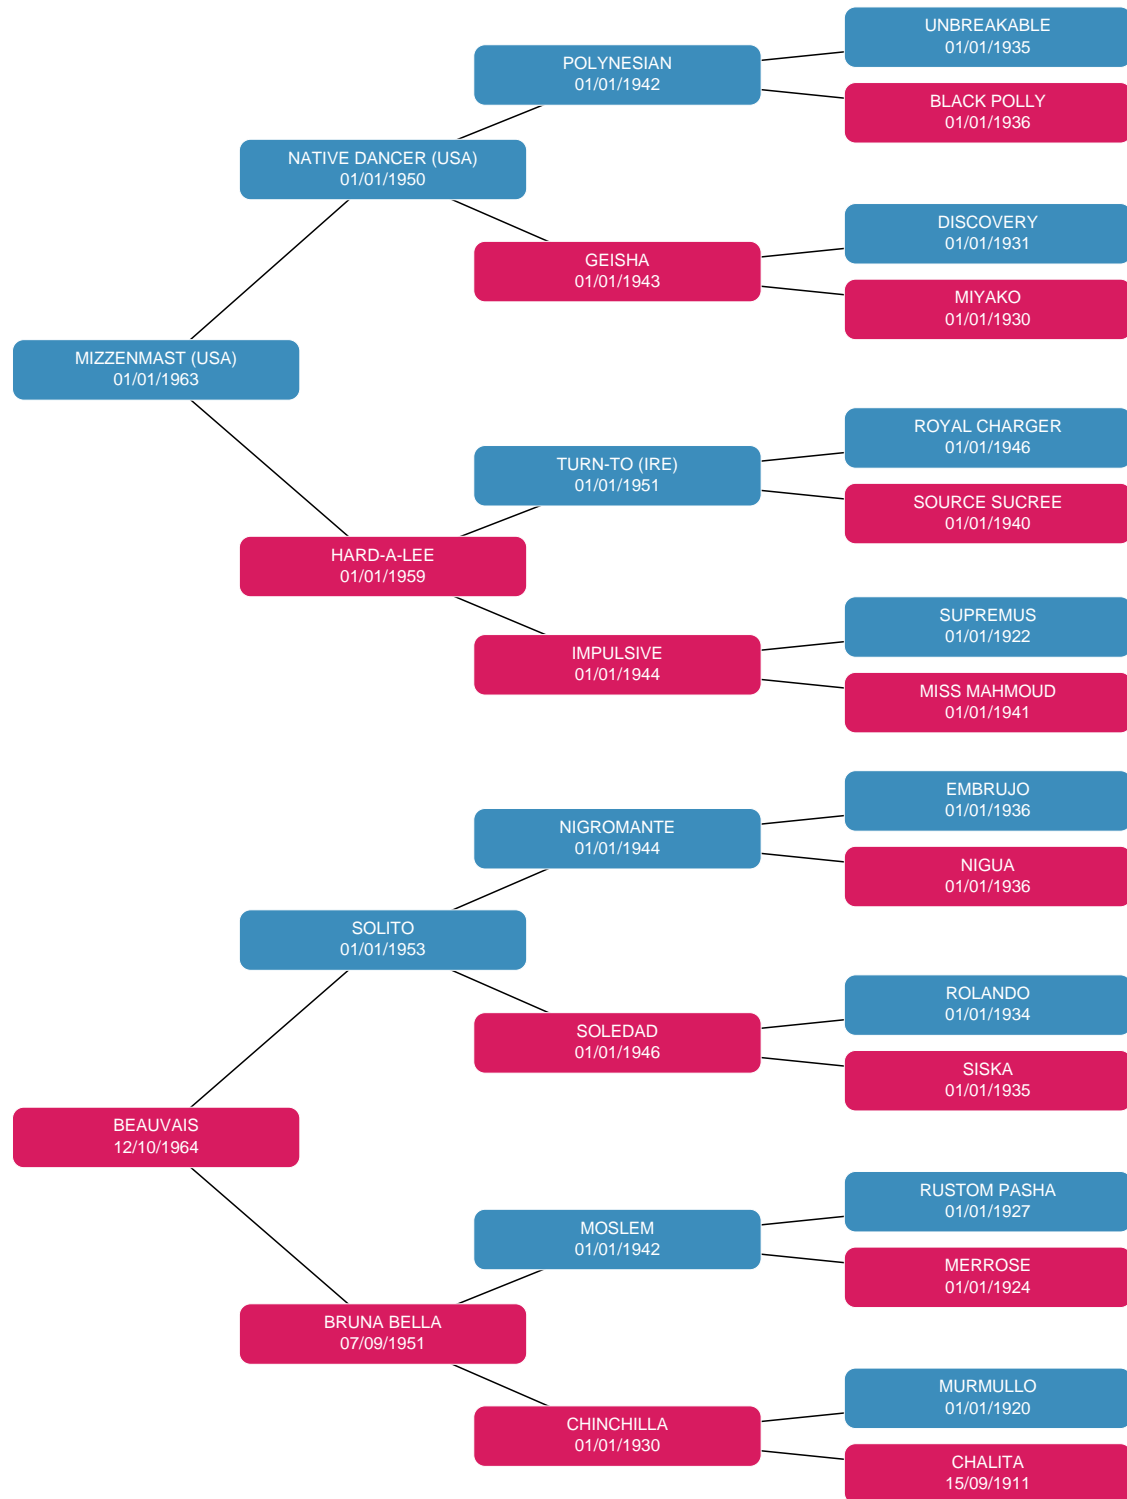 UNBREAKABLE
01/01/1935
POLYNESIAN
01/01/1942
BLACK POLLY
01/01/1936
NATIVE DANCER (USA)
01/01/1950
DISCOVERY
01/01/1931
GEISHA
01/01/1943
MIYAKO
01/01/1930
MIZZENMAST (USA)
01/01/1963
ROYAL CHARGER
01/01/1946
TURN-TO (IRE)
01/01/1951
SOURCE SUCREE
01/01/1940
HARD-A-LEE
01/01/1959
SUPREMUS
01/01/1922
IMPULSIVE
01/01/1944
MISS MAHMOUD
01/01/1941
EMBRUJO
01/01/1936
NIGROMANTE
01/01/1944
NIGUA
01/01/1936
SOLITO
01/01/1953
ROLANDO
01/01/1934
SOLEDAD
01/01/1946
SISKA
01/01/1935
BEAUVAIS
12/10/1964
RUSTOM PASHA
01/01/1927
MOSLEM
01/01/1942
MERROSE
01/01/1924
BRUNA BELLA
07/09/1951
MURMULLO
01/01/1920
CHINCHILLA
01/01/1930
CHALITA
15/09/1911